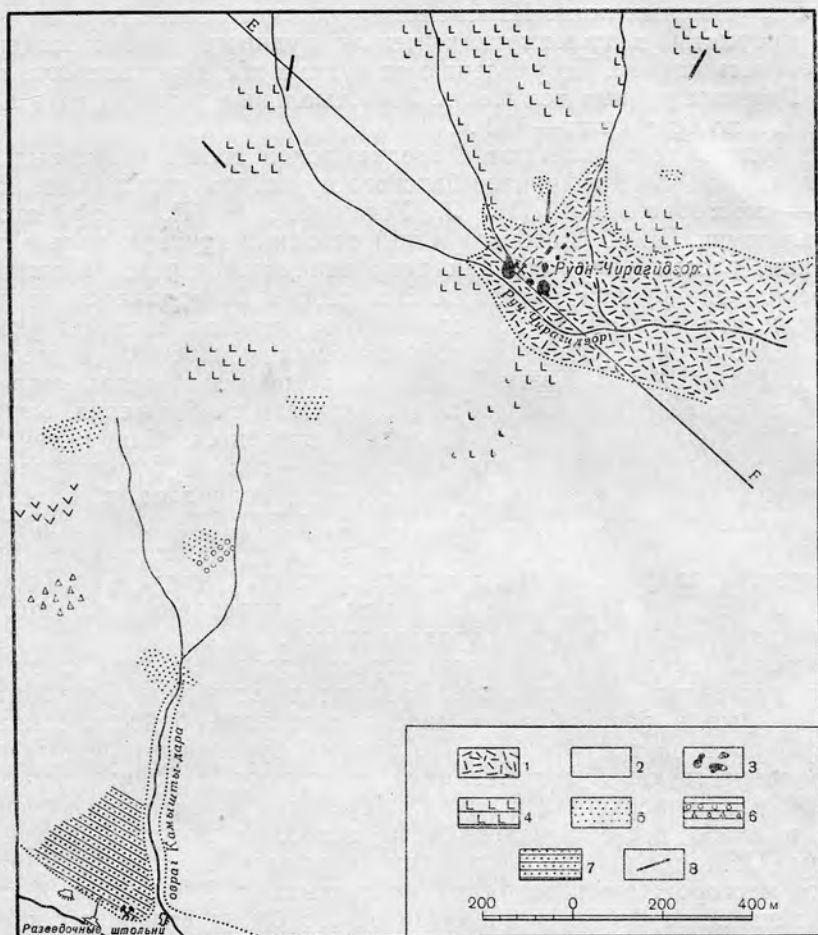 E
Рудн-Чирагидзор
Руч. Чирагидзор
F
овраг Камышты-дара
Разведочные штольни
1 2 3
4 5 6
7 8
200 0 200 400 м